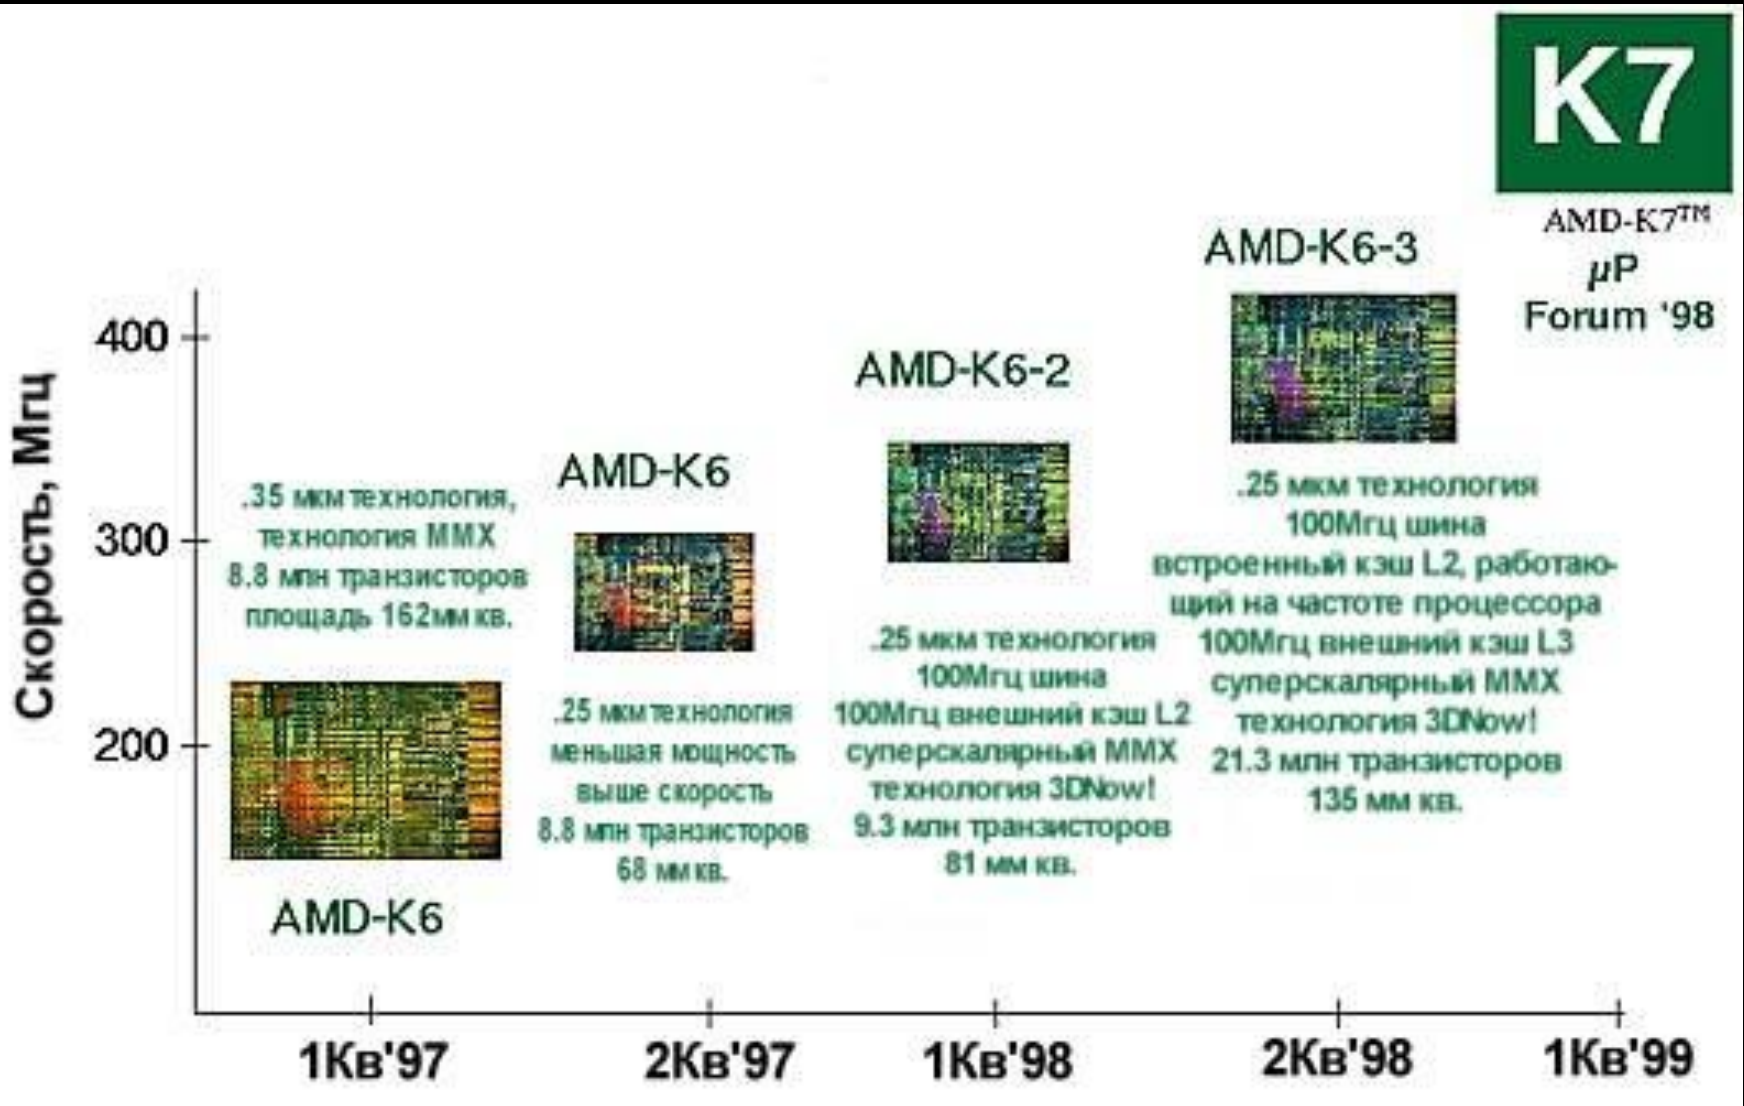 K7
AMD-K7™
µP
Forum '98
AMD-K6-3
.25 мкм технология
100Мгц шина
встроенный кэш L2, работаю-
щий на частоте процессора
100Мгц внешний кэш L3
суперскалярный MMX
технология 3DNow!
21.3 млн транзисторов
135 мм кв.
AMD-K6-2
.25 мкм технология
100Мгц шина
100Мгц внешний кэш L2
суперскалярный MMX
технология 3DNow!
9.3 млн транзисторов
81 мм кв.
AMD-K6
.25 мкм технология
меньшая мощность
выше скорость
8.8 млн транзисторов
68 мм кв.
.35 мкм технология,
технология MMX
8.8 млн транзисторов
площадь 162мм кв.
AMD-K6
Скорость, Мгц
400
300
200
1Кв'97
2Кв'97
1Кв'98
2Кв'98
1Кв'99